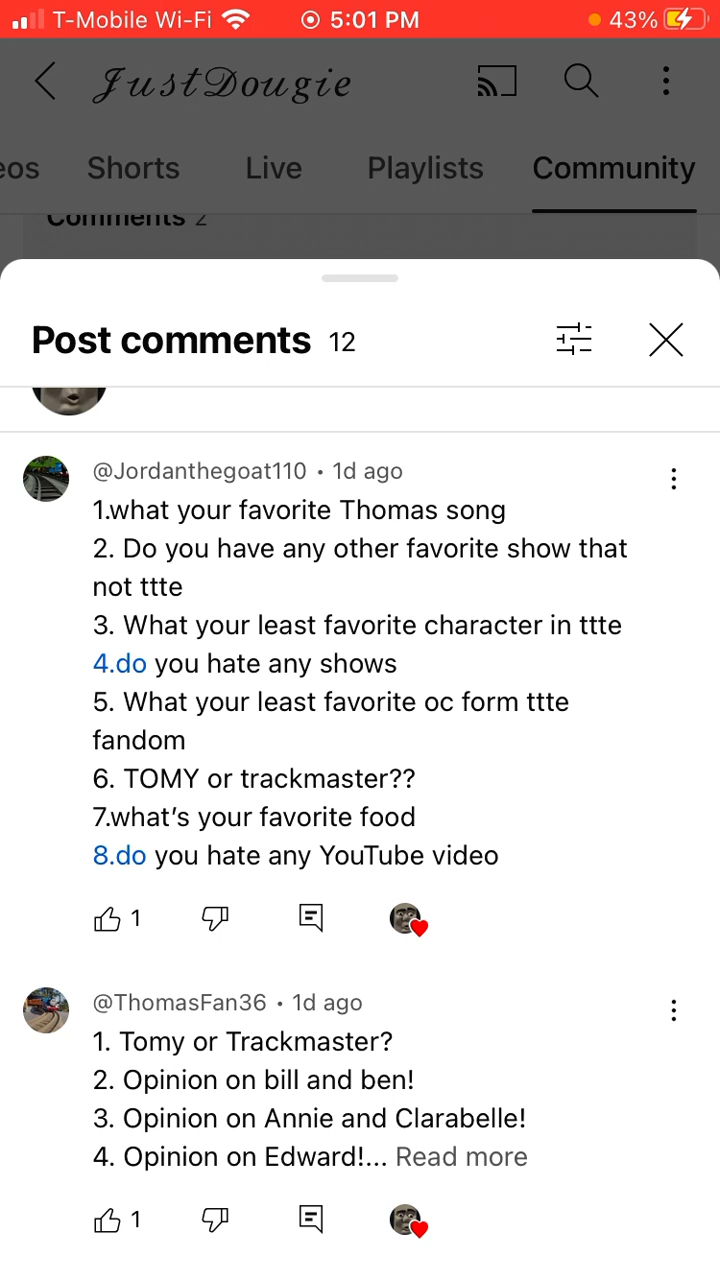 T-Mobile Wi-Fi 5:01 PM 43%
JustDougie
eos Shorts Live Playlists Community
Comments 2
Post comments 12
@Jordanthegoat110 • 1d ago
1.what your favorite Thomas song
2. Do you have any other favorite show that
not ttte
3. What your least favorite character in ttte
4.do you hate any shows
5. What your least favorite oc form ttte
fandom
6. TOMY or trackmaster??
7.what’s your favorite food
8.do you hate any YouTube video
1
@ThomasFan36 • 1d ago
1. Tomy or Trackmaster?
2. Opinion on bill and ben!
3. Opinion on Annie and Clarabelle!
4. Opinion on Edward!... Read more
1